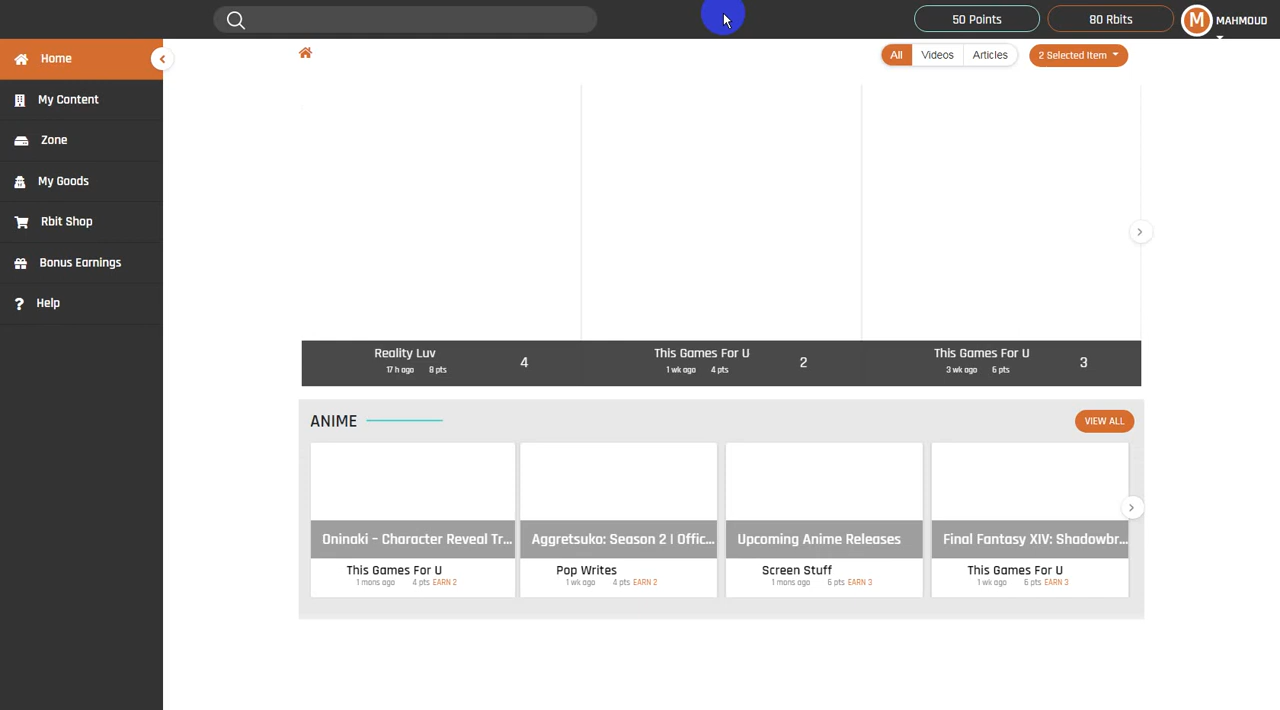 50 Points
80 Rbits
M MAHMOUD
Home
All Videos Articles
2 Selected Item
My Content
Zone
My Goods
Rbit Shop
Bonus Earnings
Help
Reality Luv
17 h ago 8 pts
4
This Games For U
1 wk ago 4 pts
2
This Games For U
3 wk ago 6 pts
3
ANIME
VIEW ALL
Oninaki – Character Reveal Tr...
This Games For U
1 mons ago 4 pts EARN 2
Aggretsuko: Season 2 | Offic...
Pop Writes
1 wk ago 4 pts EARN 2
Upcoming Anime Releases
Screen Stuff
1 mons ago 6 pts EARN 3
Final Fantasy XIV: Shadowbr...
This Games For U
1 wk ago 6 pts EARN 3